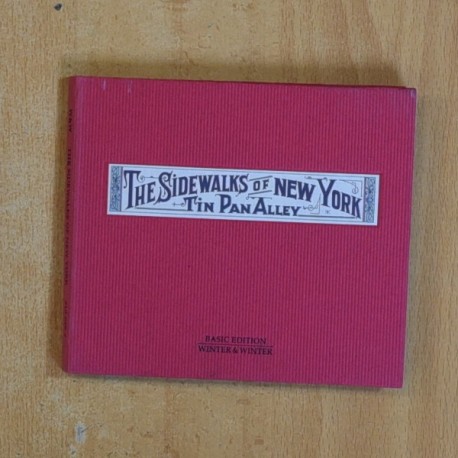 THE SIDEWALKS OF NEW YORK
TIN PAN ALLEY
BASIC EDITION
WINTER & WINTER